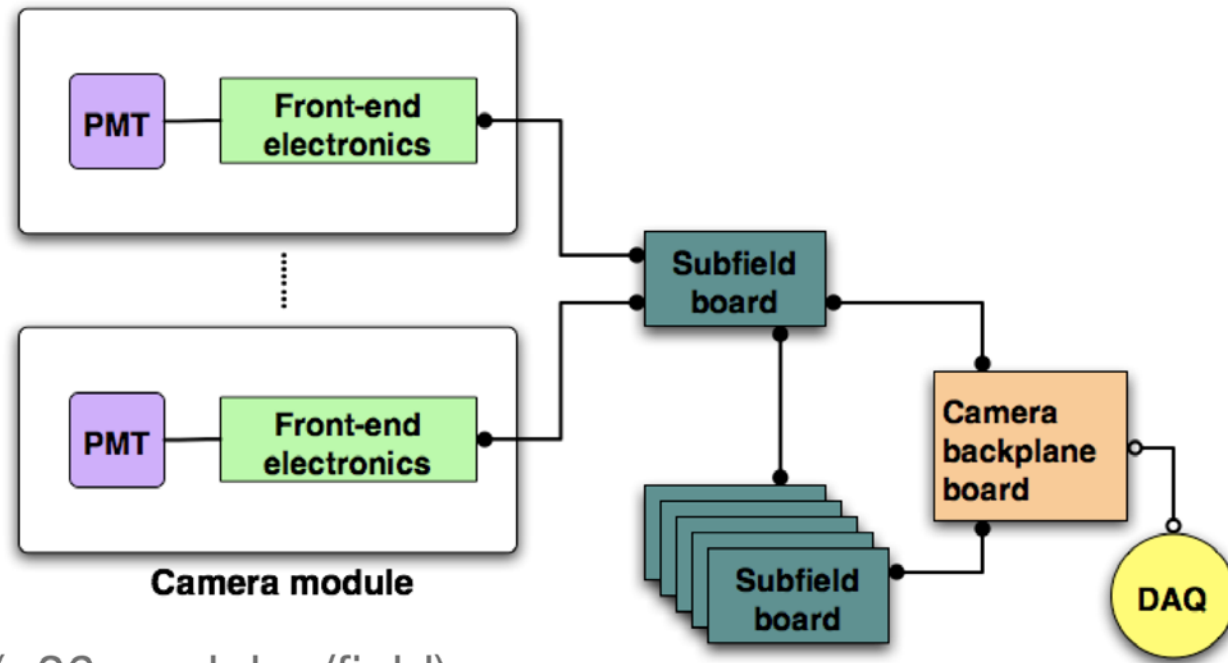 PMT
Front-end
electronics
PMT
Front-end
electronics
Camera module
Subfield
board
Camera
backplane
board
Subfield
board
DAQ